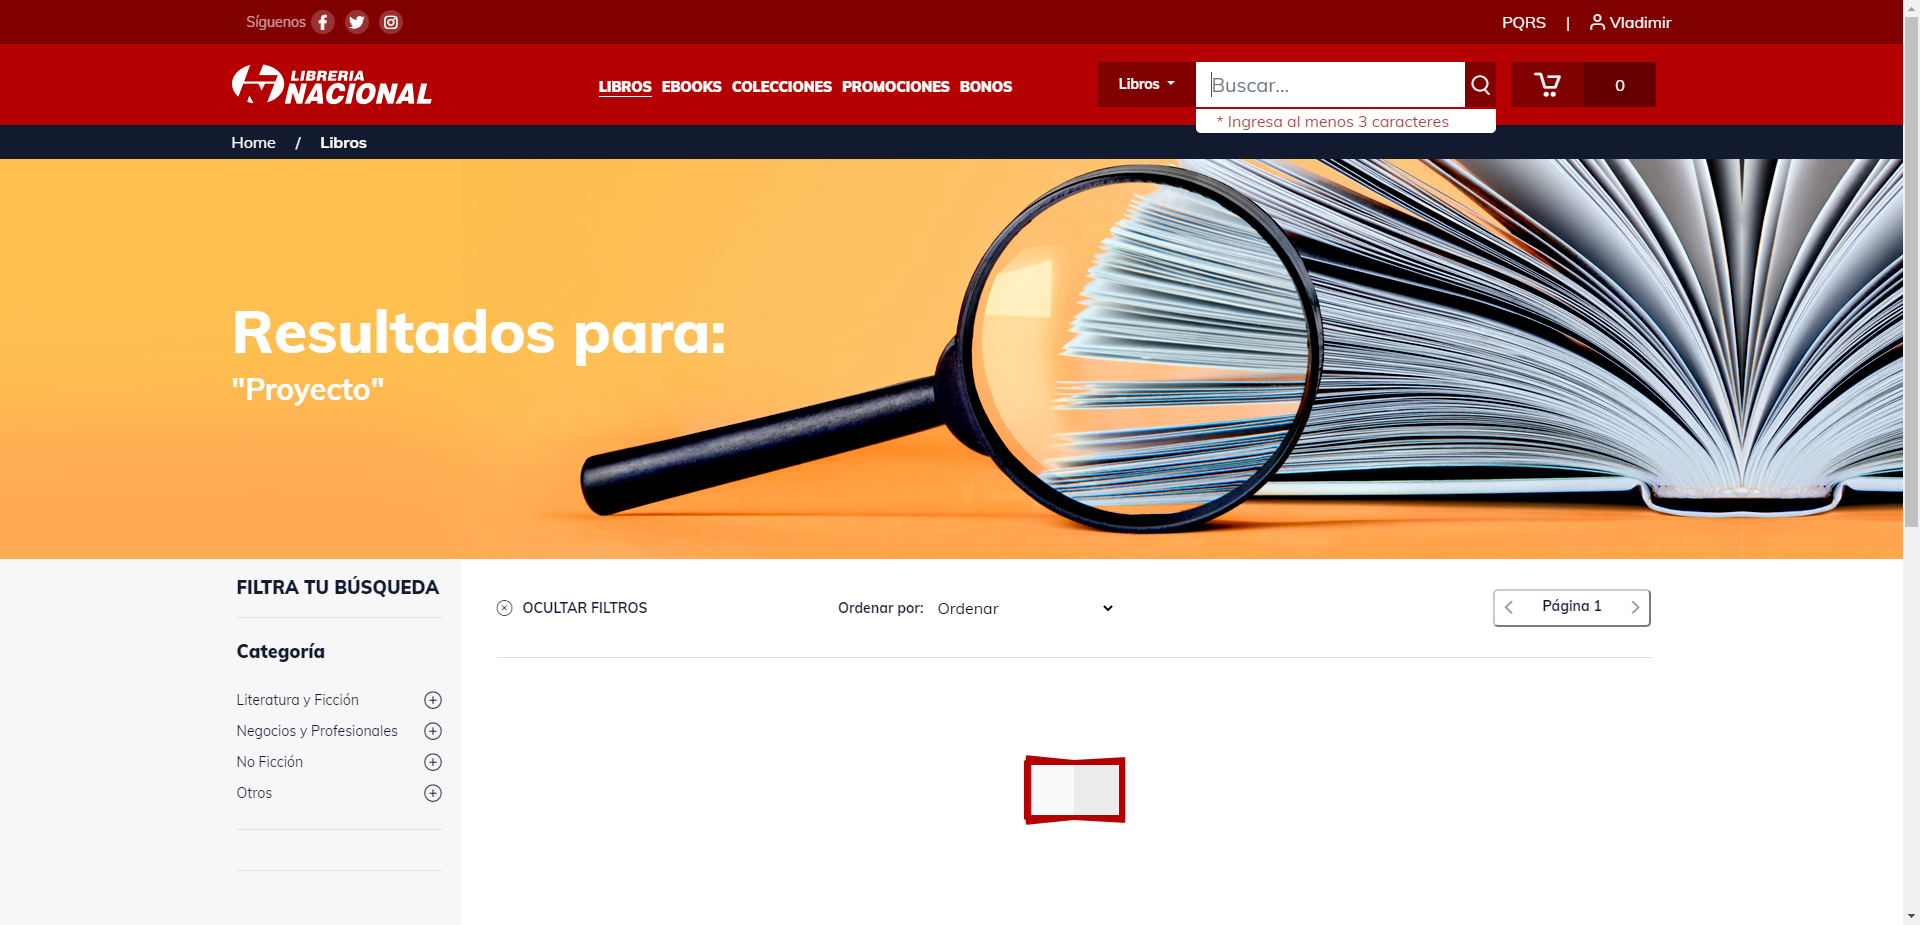 Síguenos
PQRS | Vladimir
LIBRERIA
NACIONAL
LIBROS EBOOKS COLECCIONES PROMOCIONES BONOS
Libros
Buscar...
0
* Ingresa al menos 3 caracteres
Home / Libros
Resultados para:
"Proyecto"
FILTRA TU BÚSQUEDA
OCULTAR FILTROS
Ordenar por: Ordenar
Página 1
Categoría
Literatura y Ficción
Negocios y Profesionales
No Ficción
Otros